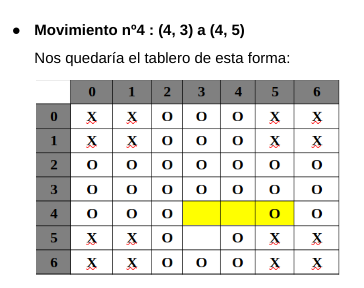 ● Movimiento nº4 : (4, 3) a (4, 5)
Nos quedaría el tablero de esta forma:
0 1 2 3 4 5 6
0 X X O O O X X
1 X X O O O X X
2 O O O O O O O
3 O O O O O O O
4 O O O O O
5 X X O O X X
6 X X O O O X X